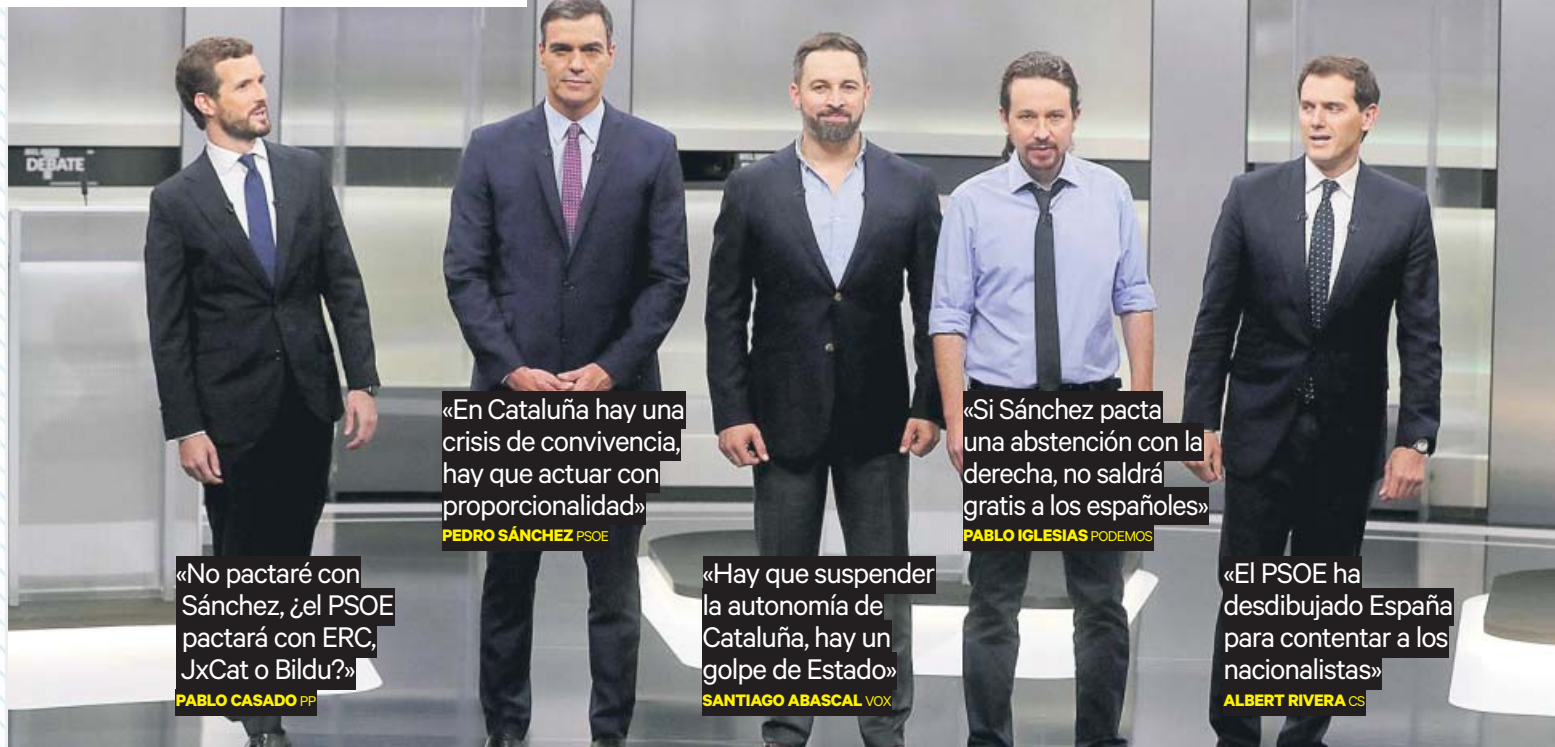 DEBATE
«En Cataluña hay una
crisis de convivencia,
hay que actuar con
proporcionalidad»
PEDRO SÁNCHEZ PSOE
«Si Sánchez pacta
una abstención con la
derecha, no saldrá
gratis a los españoles»
PABLO IGLESIAS PODEMOS
«No pactaré con
Sánchez, ¿el PSOE
pactará con ERC,
JxCat o Bildu?»
PABLO CASADO PP
«Hay que suspender
la autonomía de
Cataluña, hay un
golpe de Estado»
SANTIAGO ABASCAL VOX
«El PSOE ha
desdibujado España
para contentar a los
nacionalistas»
ALBERT RIVERA CS